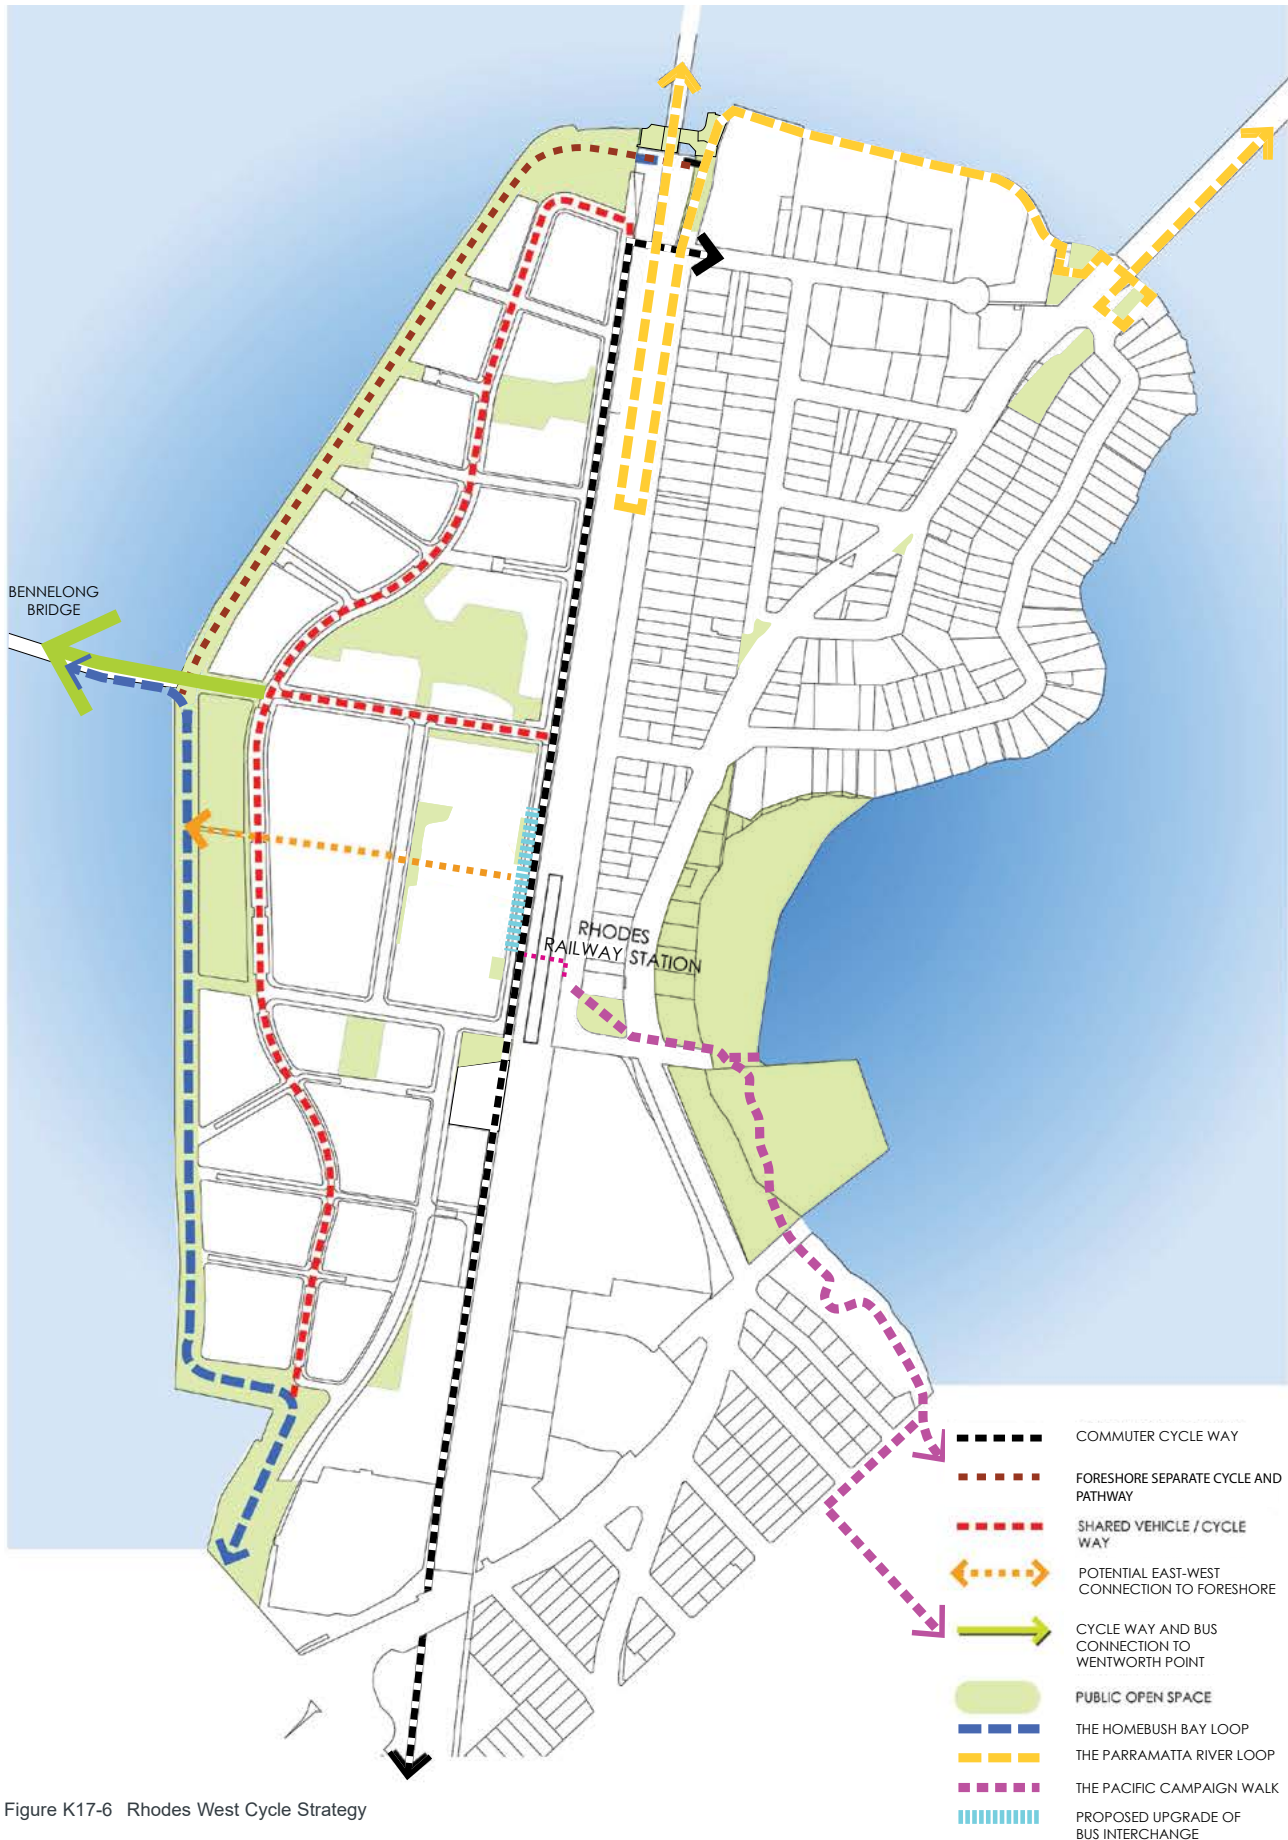 BENNELONG
BRIDGE
RHODES
RAILWAY STATION
COMMUTER CYCLE WAY
FORESHORE SEPARATE CYCLE AND
PATHWAY
SHARED VEHICLE / CYCLE
WAY
POTENTIAL EAST-WEST
CONNECTION TO FORESHORE
CYCLE WAY AND BUS
CONNECTION TO
WENTWORTH POINT
PUBLIC OPEN SPACE
THE HOMEBUSH BAY LOOP
THE PARRAMATTA RIVER LOOP
THE PACIFIC CAMPAIGN WALK
PROPOSED UPGRADE OF
BUS INTERCHANGE
Figure K17-6 Rhodes West Cycle Strategy